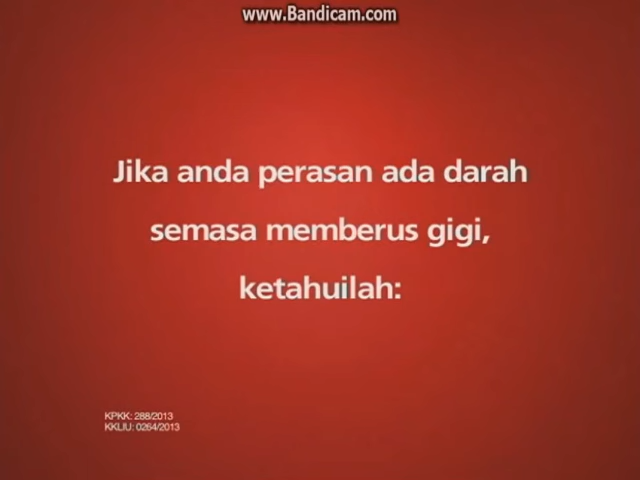 www.Bandicam.com
Jika anda perasan ada darah
semasa memberus gigi,
ketahuilah:
KPKK: 288/2013
KKLIU: 0264/2013